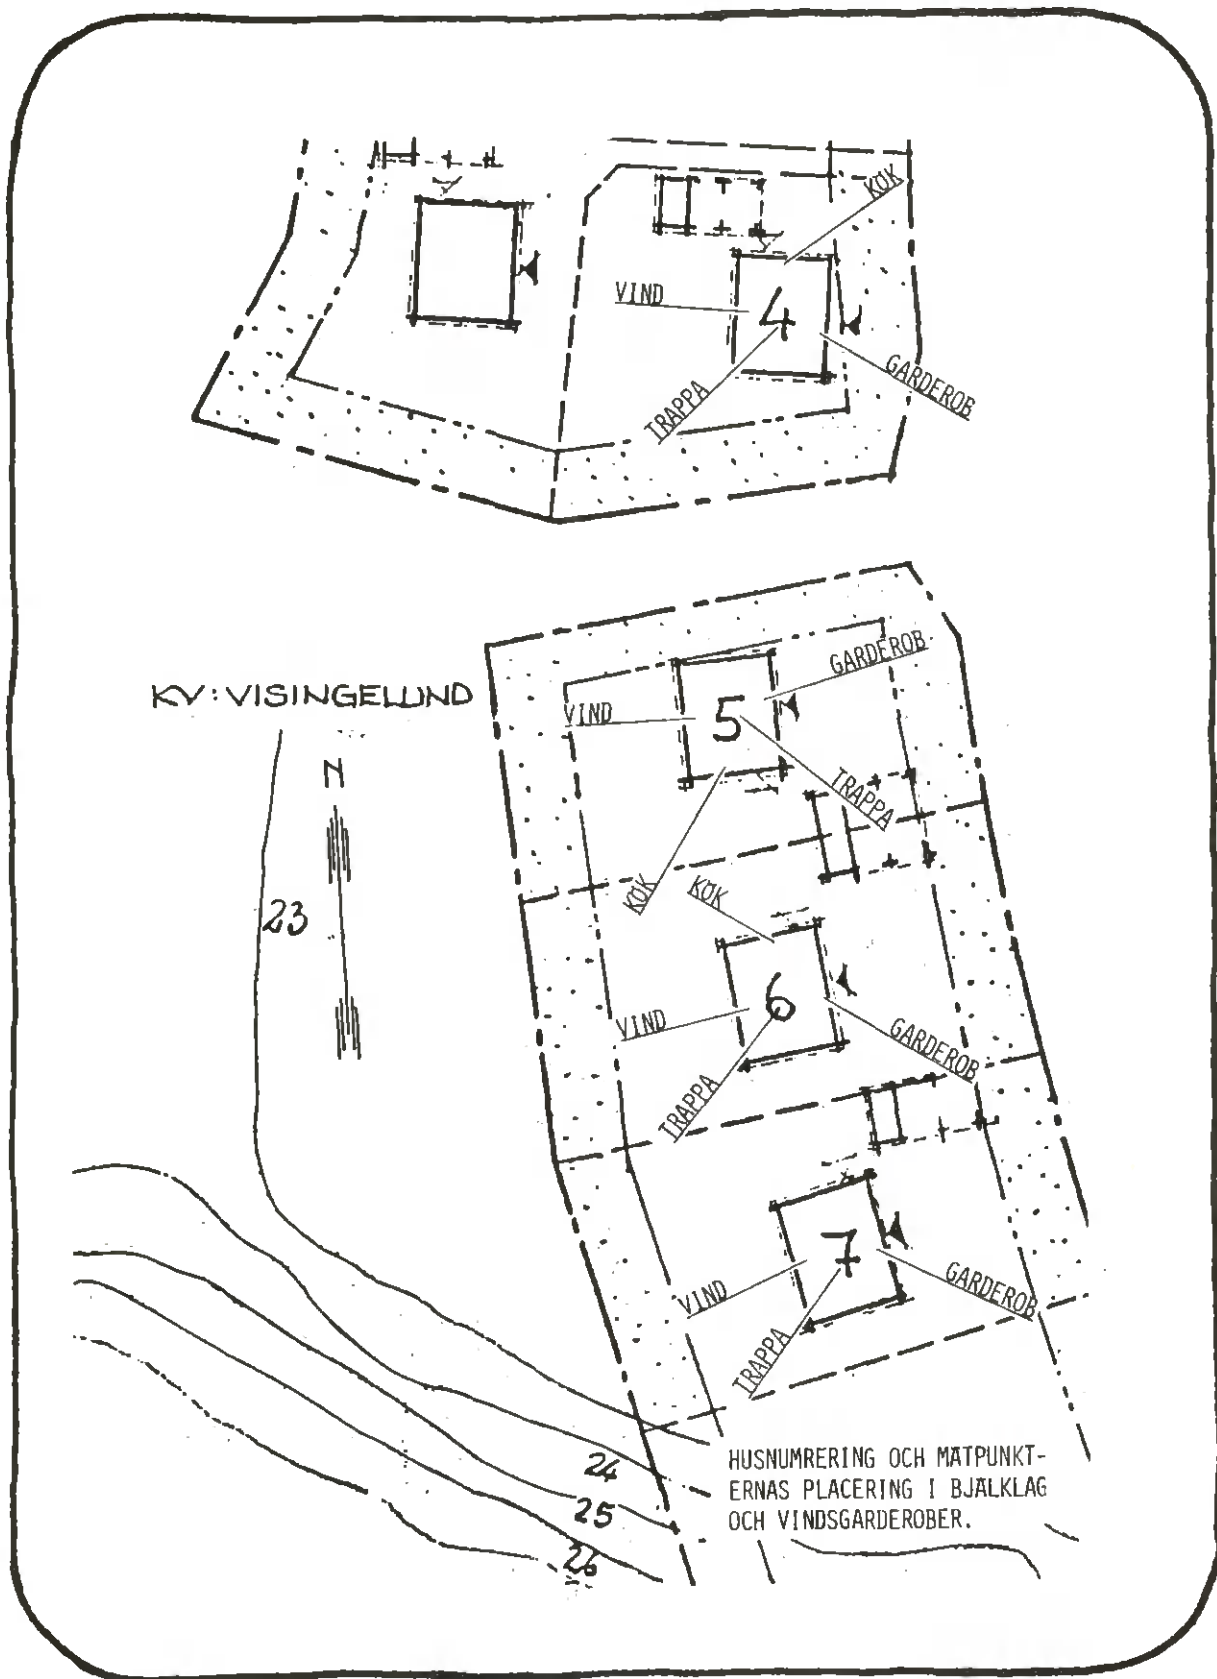 KÖK
VIND
4
GARDEROB
TRAPPA
KV: VISINGELUND
GARDEROB
VIND
5
TRAPPA
N
KÖK
KÖK
23
6
VIND
GARDEROB
TRAPPA
7
VIND
GARDEROB
TRAPPA
HUSNUMRERING OCH MÄTPUNKT-
ERNAS PLACERING I BJÄLKLAG
OCH VINDSGARDEROBER.
24
25
26